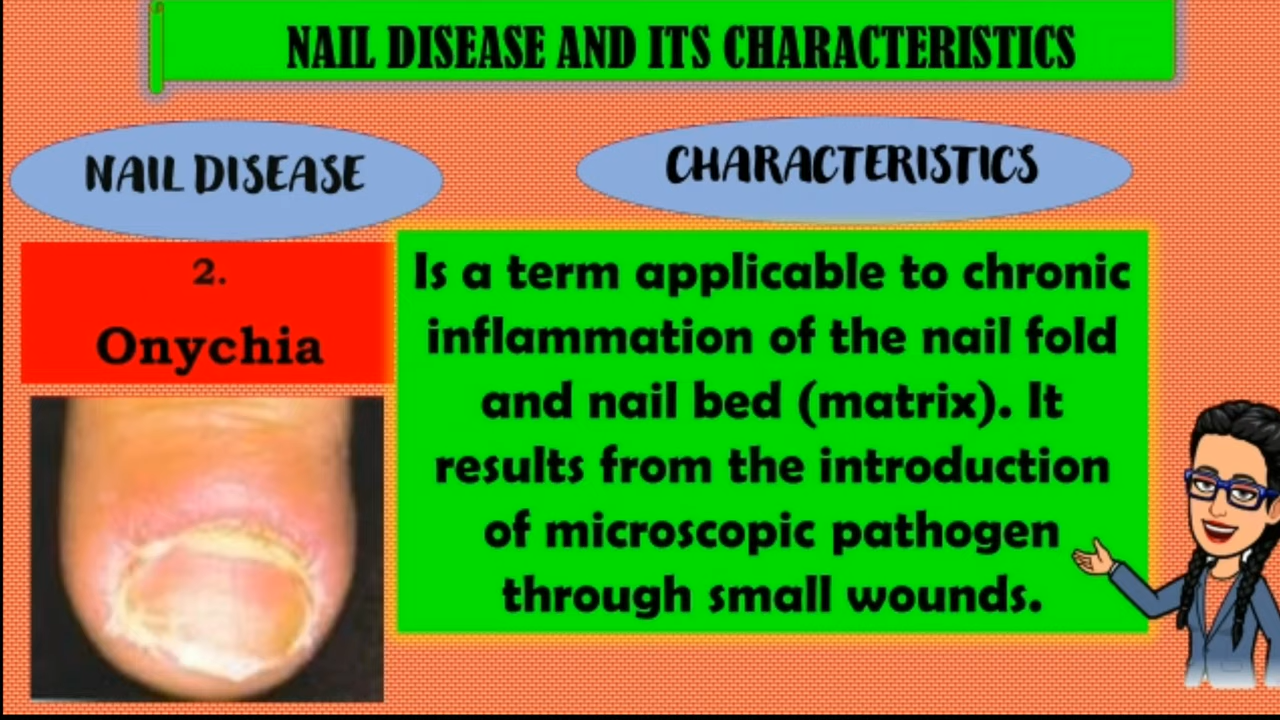 NAIL DISEASE AND ITS CHARACTERISTICS
NAIL DISEASE
CHARACTERISTICS
2.
Onychia
Is a term applicable to chronic
inflammation of the nail fold
and nail bed (matrix). It
results from the introduction
of microscopic pathogen
through small wounds.